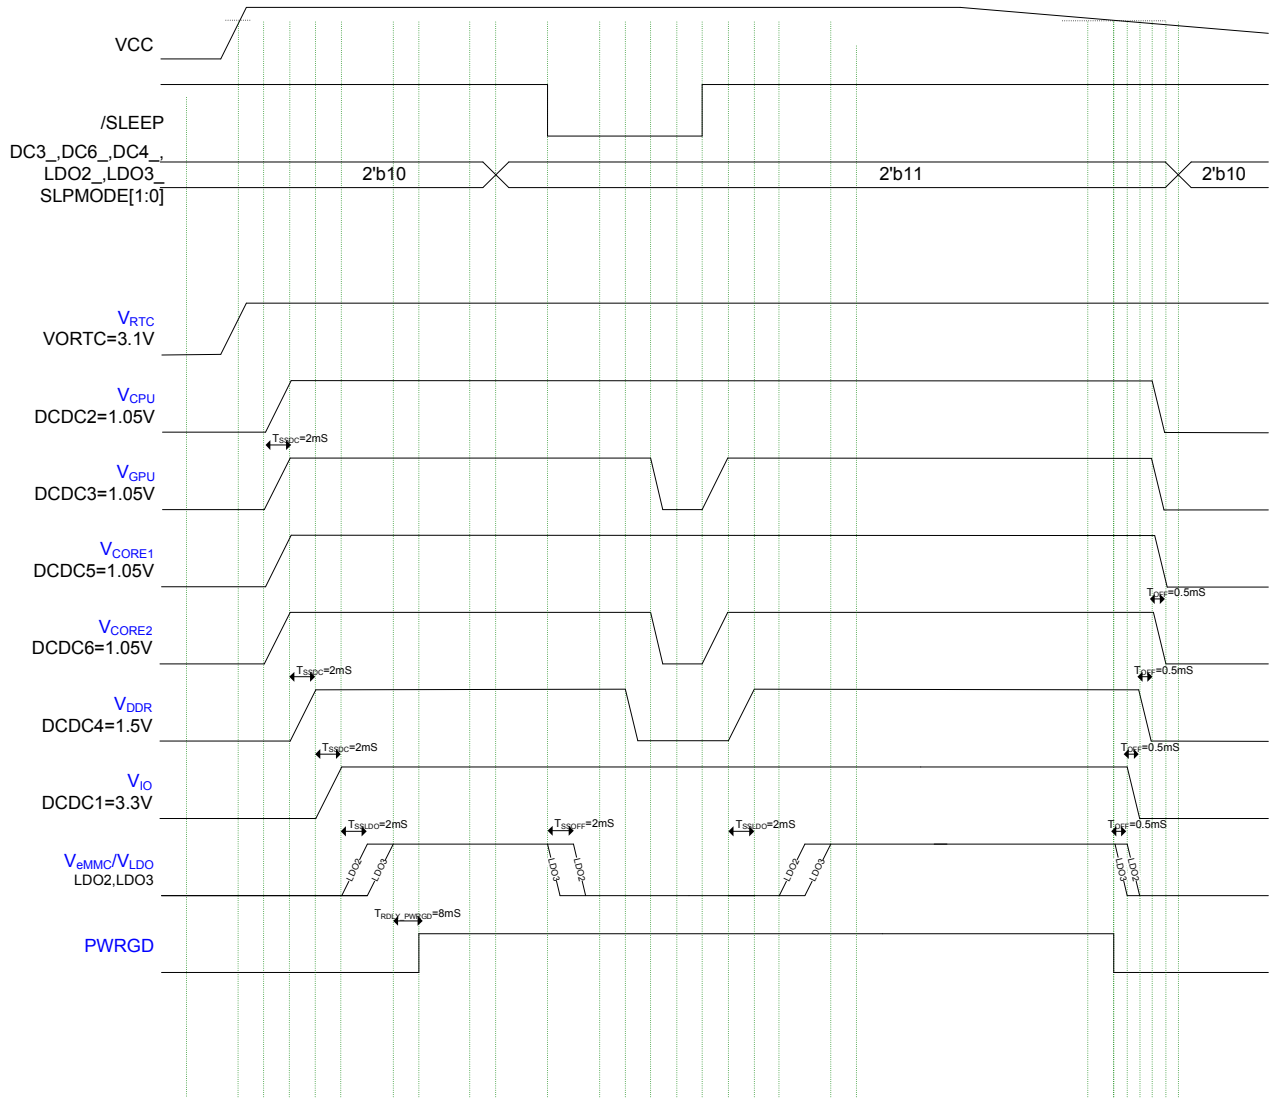 VCC
/SLEEP
DC3_,DC6_,DC4_,
LDO2_,LDO3_
SLPMODE[1:0]
2'b10
2'b11
2'b10
VRTC
VORTC=3.1V
VCPU
DCDC2=1.05V
TSSDC=2mS
VGPU
DCDC3=1.05V
VCORE1
DCDC5=1.05V
TOFF=0.5mS
VCORE2
DCDC6=1.05V
TSSDC=2mS
TOFF=0.5mS
VDDR
DCDC4=1.5V
TSSDC=2mS
TOFF=0.5mS
VIO
DCDC1=3.3V
TSSLDO=2mS
TSSOFF=2mS
TSSLDO=2mS
TOFF=0.5mS
VeMMC/VLDO
LDO2,LDO3
LDO2
LDO3
LDO3
LDO2
LDO2
LDO3
LDO3
LDO2
TRDLY_PWRGD=8mS
PWRGD